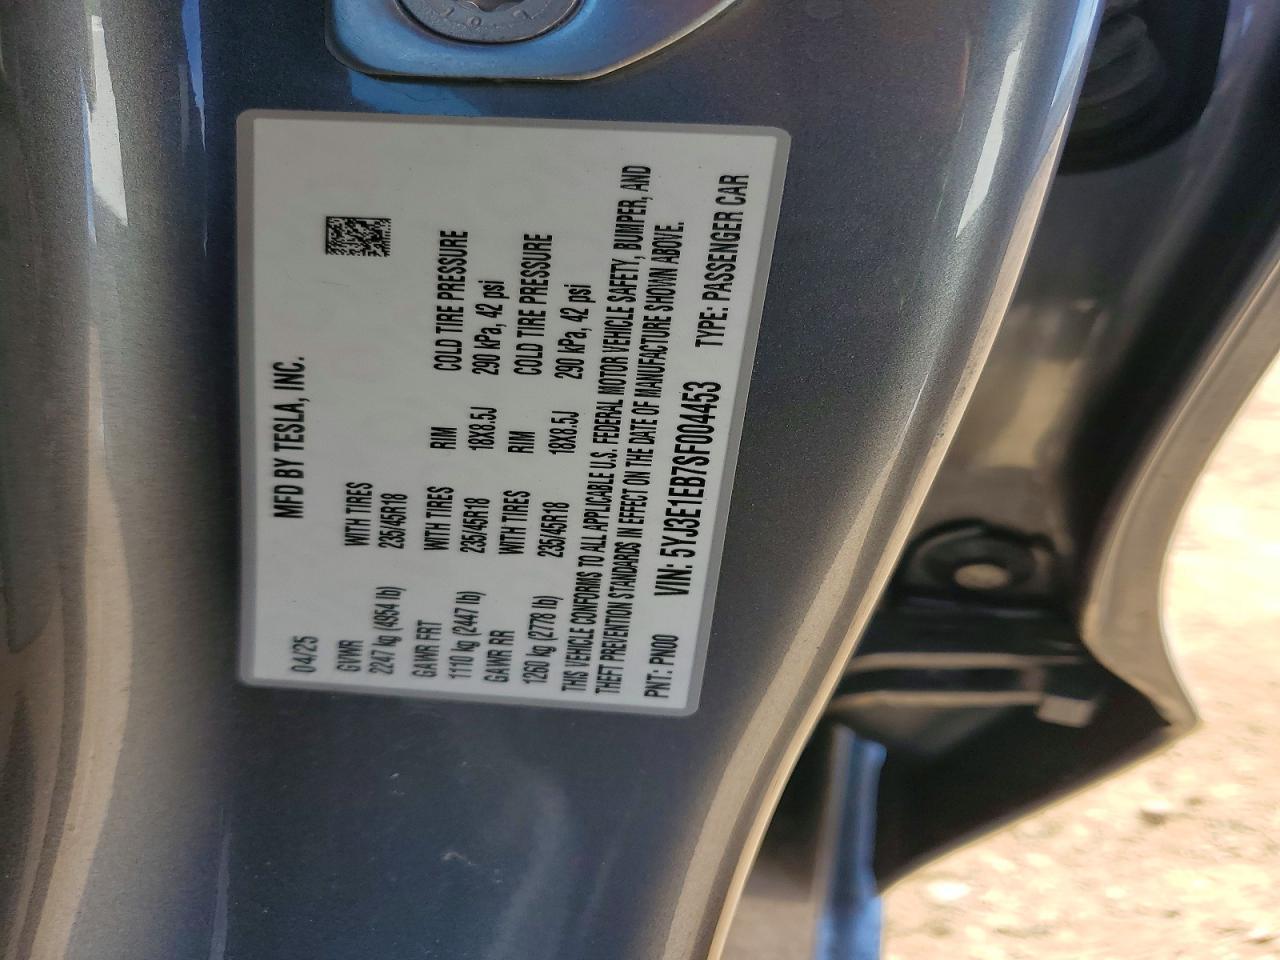 MFD BY TESLA, INC.
04/25
GVWR WITH TIRES
2247 kg (4954 lb) 235/45R18
GAWR FRT WITH TIRES RIM COLD TIRE PRESSURE
1110 kg (2447 lb) 235/45R18 18X8.5J 290 kPa, 42 psi
GAWR RR WITH TIRES RIM COLD TIRE PRESSURE
1260 kg (2778 lb) 235/45R18 18X8.5J 290 kPa, 42 psi
THIS VEHICLE CONFORMS TO ALL APPLICABLE U.S. FEDERAL MOTOR VEHICLE SAFETY, BUMPER, AND
THEFT PREVENTION STANDARDS IN EFFECT ON THE DATE OF MANUFACTURE SHOWN ABOVE.
PNT: PN00 VIN: 5YJ3E1EB7SF004453 TYPE: PASSENGER CAR